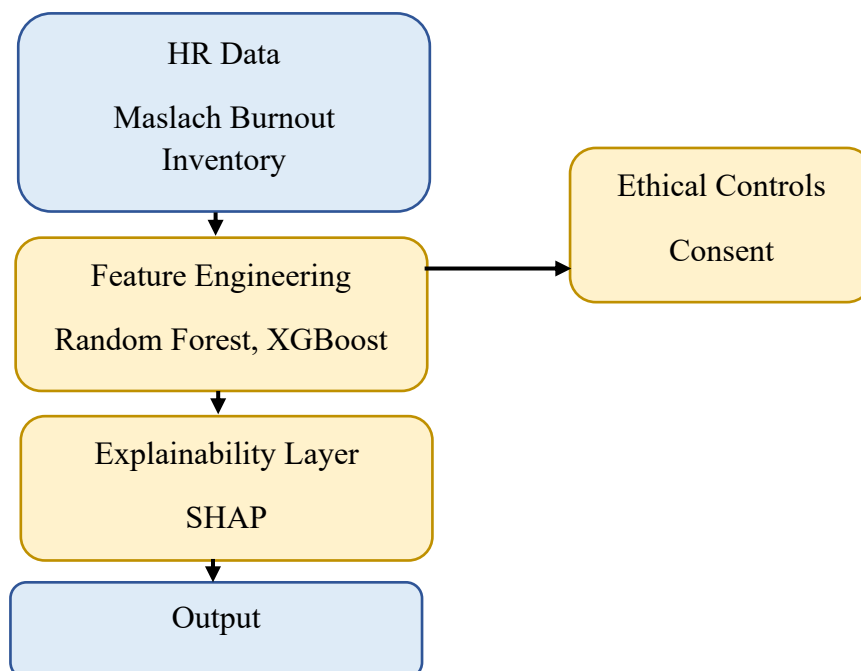 HR Data
Maslach Burnout
Inventory
Ethical Controls
Consent
Feature Engineering
Random Forest, XGBoost
Explainability Layer
SHAP
Output